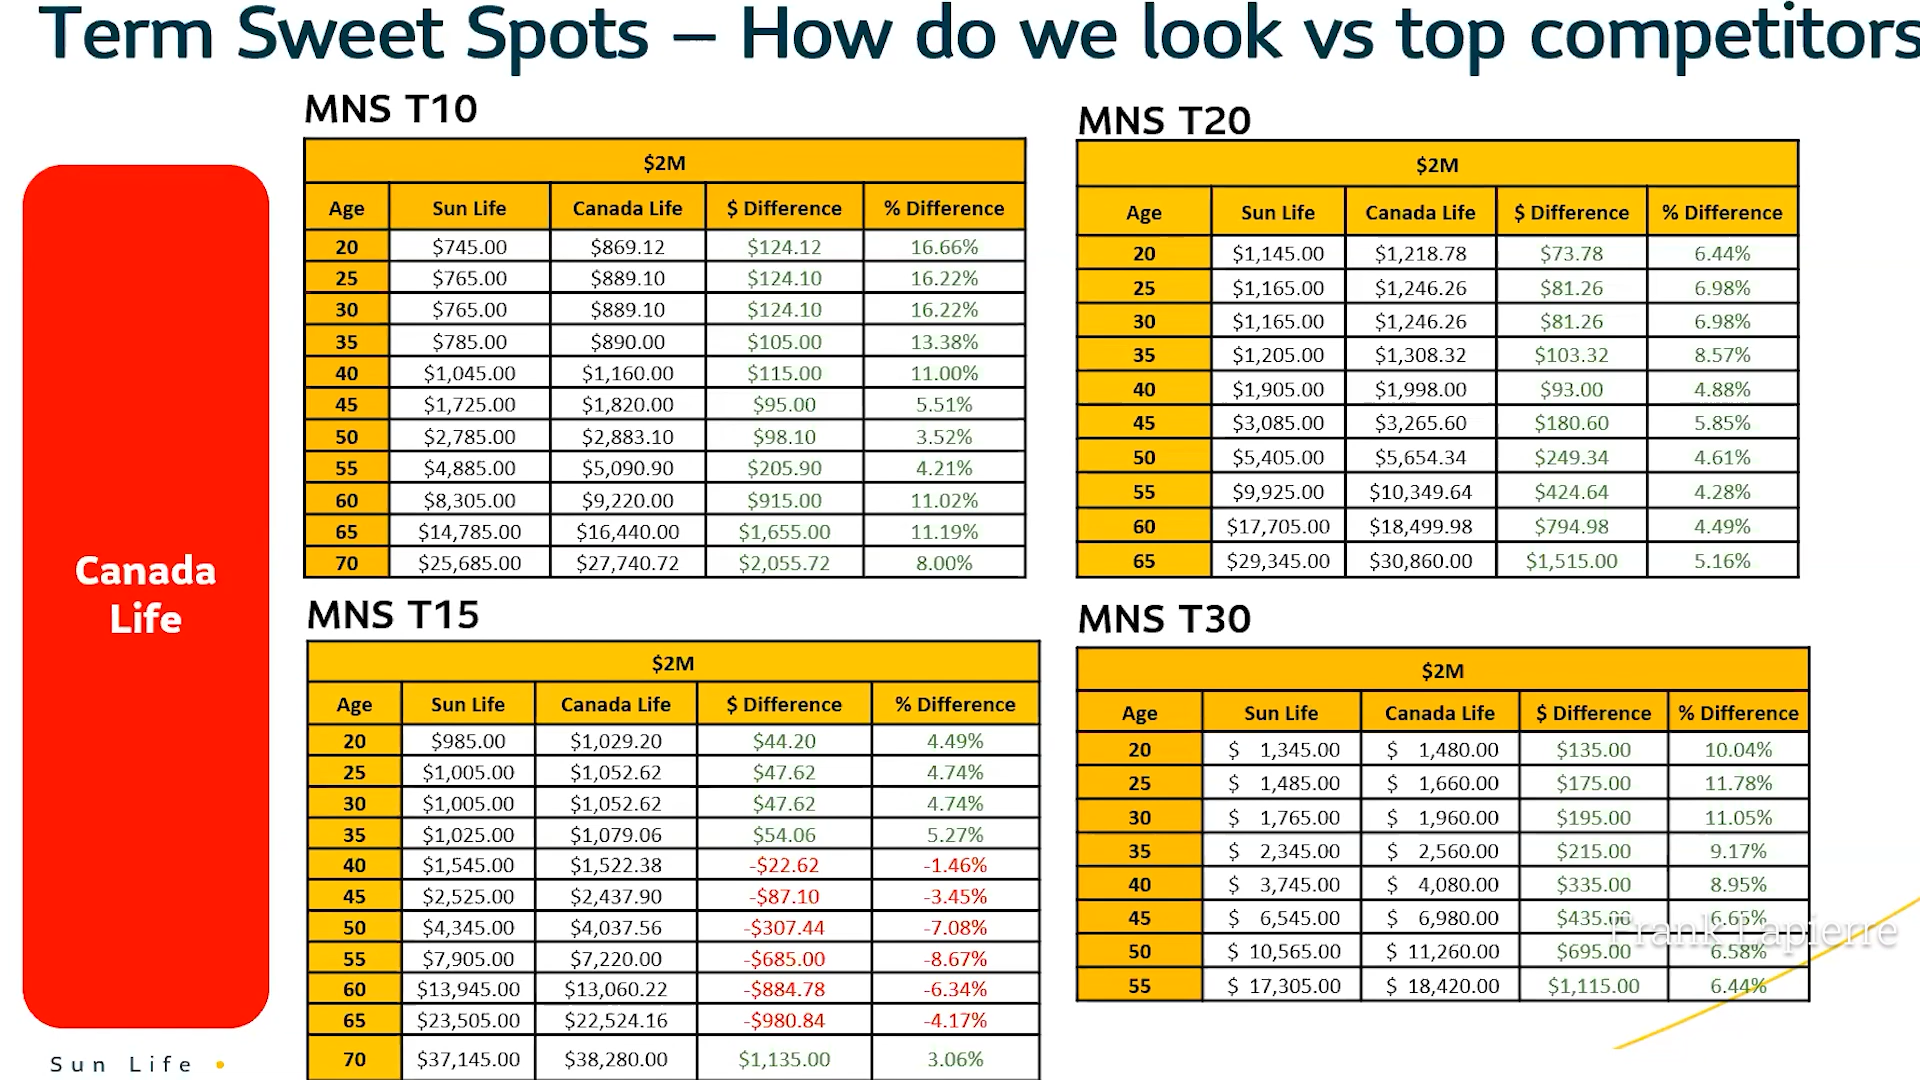 Term Sweet Spots – How do we look vs top competitors
MNS T10
$2M
Age Sun Life Canada Life $ Difference % Difference
20 $745.00 $869.12 $124.12 16.66%
25 $765.00 $889.10 $124.10 16.22%
30 $765.00 $889.10 $124.10 16.22%
35 $785.00 $890.00 $105.00 13.38%
40 $1,045.00 $1,160.00 $115.00 11.00%
45 $1,725.00 $1,820.00 $95.00 5.51%
50 $2,785.00 $2,883.10 $98.10 3.52%
55 $4,885.00 $5,090.90 $205.90 4.21%
60 $8,305.00 $9,220.00 $915.00 11.02%
65 $14,785.00 $16,440.00 $1,655.00 11.19%
70 $25,685.00 $27,740.72 $2,055.72 8.00%
MNS T20
$2M
Age Sun Life Canada Life $ Difference % Difference
20 $1,145.00 $1,218.78 $73.78 6.44%
25 $1,165.00 $1,246.26 $81.26 6.98%
30 $1,165.00 $1,246.26 $81.26 6.98%
35 $1,205.00 $1,308.32 $103.32 8.57%
40 $1,905.00 $1,998.00 $93.00 4.88%
45 $3,085.00 $3,265.60 $180.60 5.85%
50 $5,405.00 $5,654.34 $249.34 4.61%
55 $9,925.00 $10,349.64 $424.64 4.28%
60 $17,705.00 $18,499.98 $794.98 4.49%
65 $29,345.00 $30,860.00 $1,515.00 5.16%
Canada
Life
MNS T15
$2M
Age Sun Life Canada Life $ Difference % Difference
20 $985.00 $1,029.20 $44.20 4.49%
25 $1,005.00 $1,052.62 $47.62 4.74%
30 $1,005.00 $1,052.62 $47.62 4.74%
35 $1,025.00 $1,079.06 $54.06 5.27%
40 $1,545.00 $1,522.38 -$22.62 -1.46%
45 $2,525.00 $2,437.90 -$87.10 -3.45%
50 $4,345.00 $4,037.56 -$307.44 -7.08%
55 $7,905.00 $7,220.00 -$685.00 -8.67%
60 $13,945.00 $13,060.22 -$884.78 -6.34%
65 $23,505.00 $22,524.16 -$980.84 -4.17%
70 $37,145.00 $38,280.00 $1,135.00 3.06%
MNS T30
$2M
Age Sun Life Canada Life $ Difference % Difference
20 $ 1,345.00 $ 1,480.00 $135.00 10.04%
25 $ 1,485.00 $ 1,660.00 $175.00 11.78%
30 $ 1,765.00 $ 1,960.00 $195.00 11.05%
35 $ 2,345.00 $ 2,560.00 $215.00 9.17%
40 $ 3,745.00 $ 4,080.00 $335.00 8.95%
45 $ 6,545.00 $ 6,980.00 $435.00 6.65%
Frank Lapierre
50 $ 10,565.00 $ 11,260.00 $695.00 6.58%
55 $ 17,305.00 $ 18,420.00 $1,115.00 6.44%
Sun Life